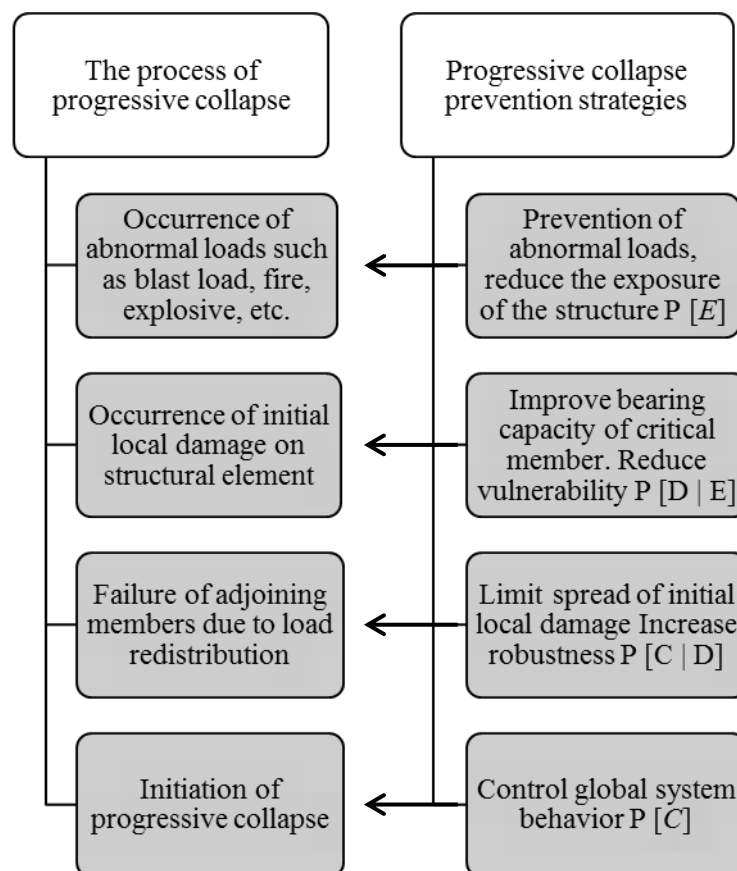 The process of
progressive collapse
Progressive collapse
prevention strategies
Occurrence of
abnormal loads such
as blast load, fire,
explosive, etc.
Prevention of
abnormal loads,
reduce the exposure
of the structure P [E]
Occurrence of initial
local damage on
structural element
Improve bearing
capacity of critical
member. Reduce
vulnerability P [D | E]
Failure of adjoining
members due to load
redistribution
Limit spread of initial
local damage Increase
robustness P [C | D]
Initiation of
progressive collapse
Control global system
behavior P [C]